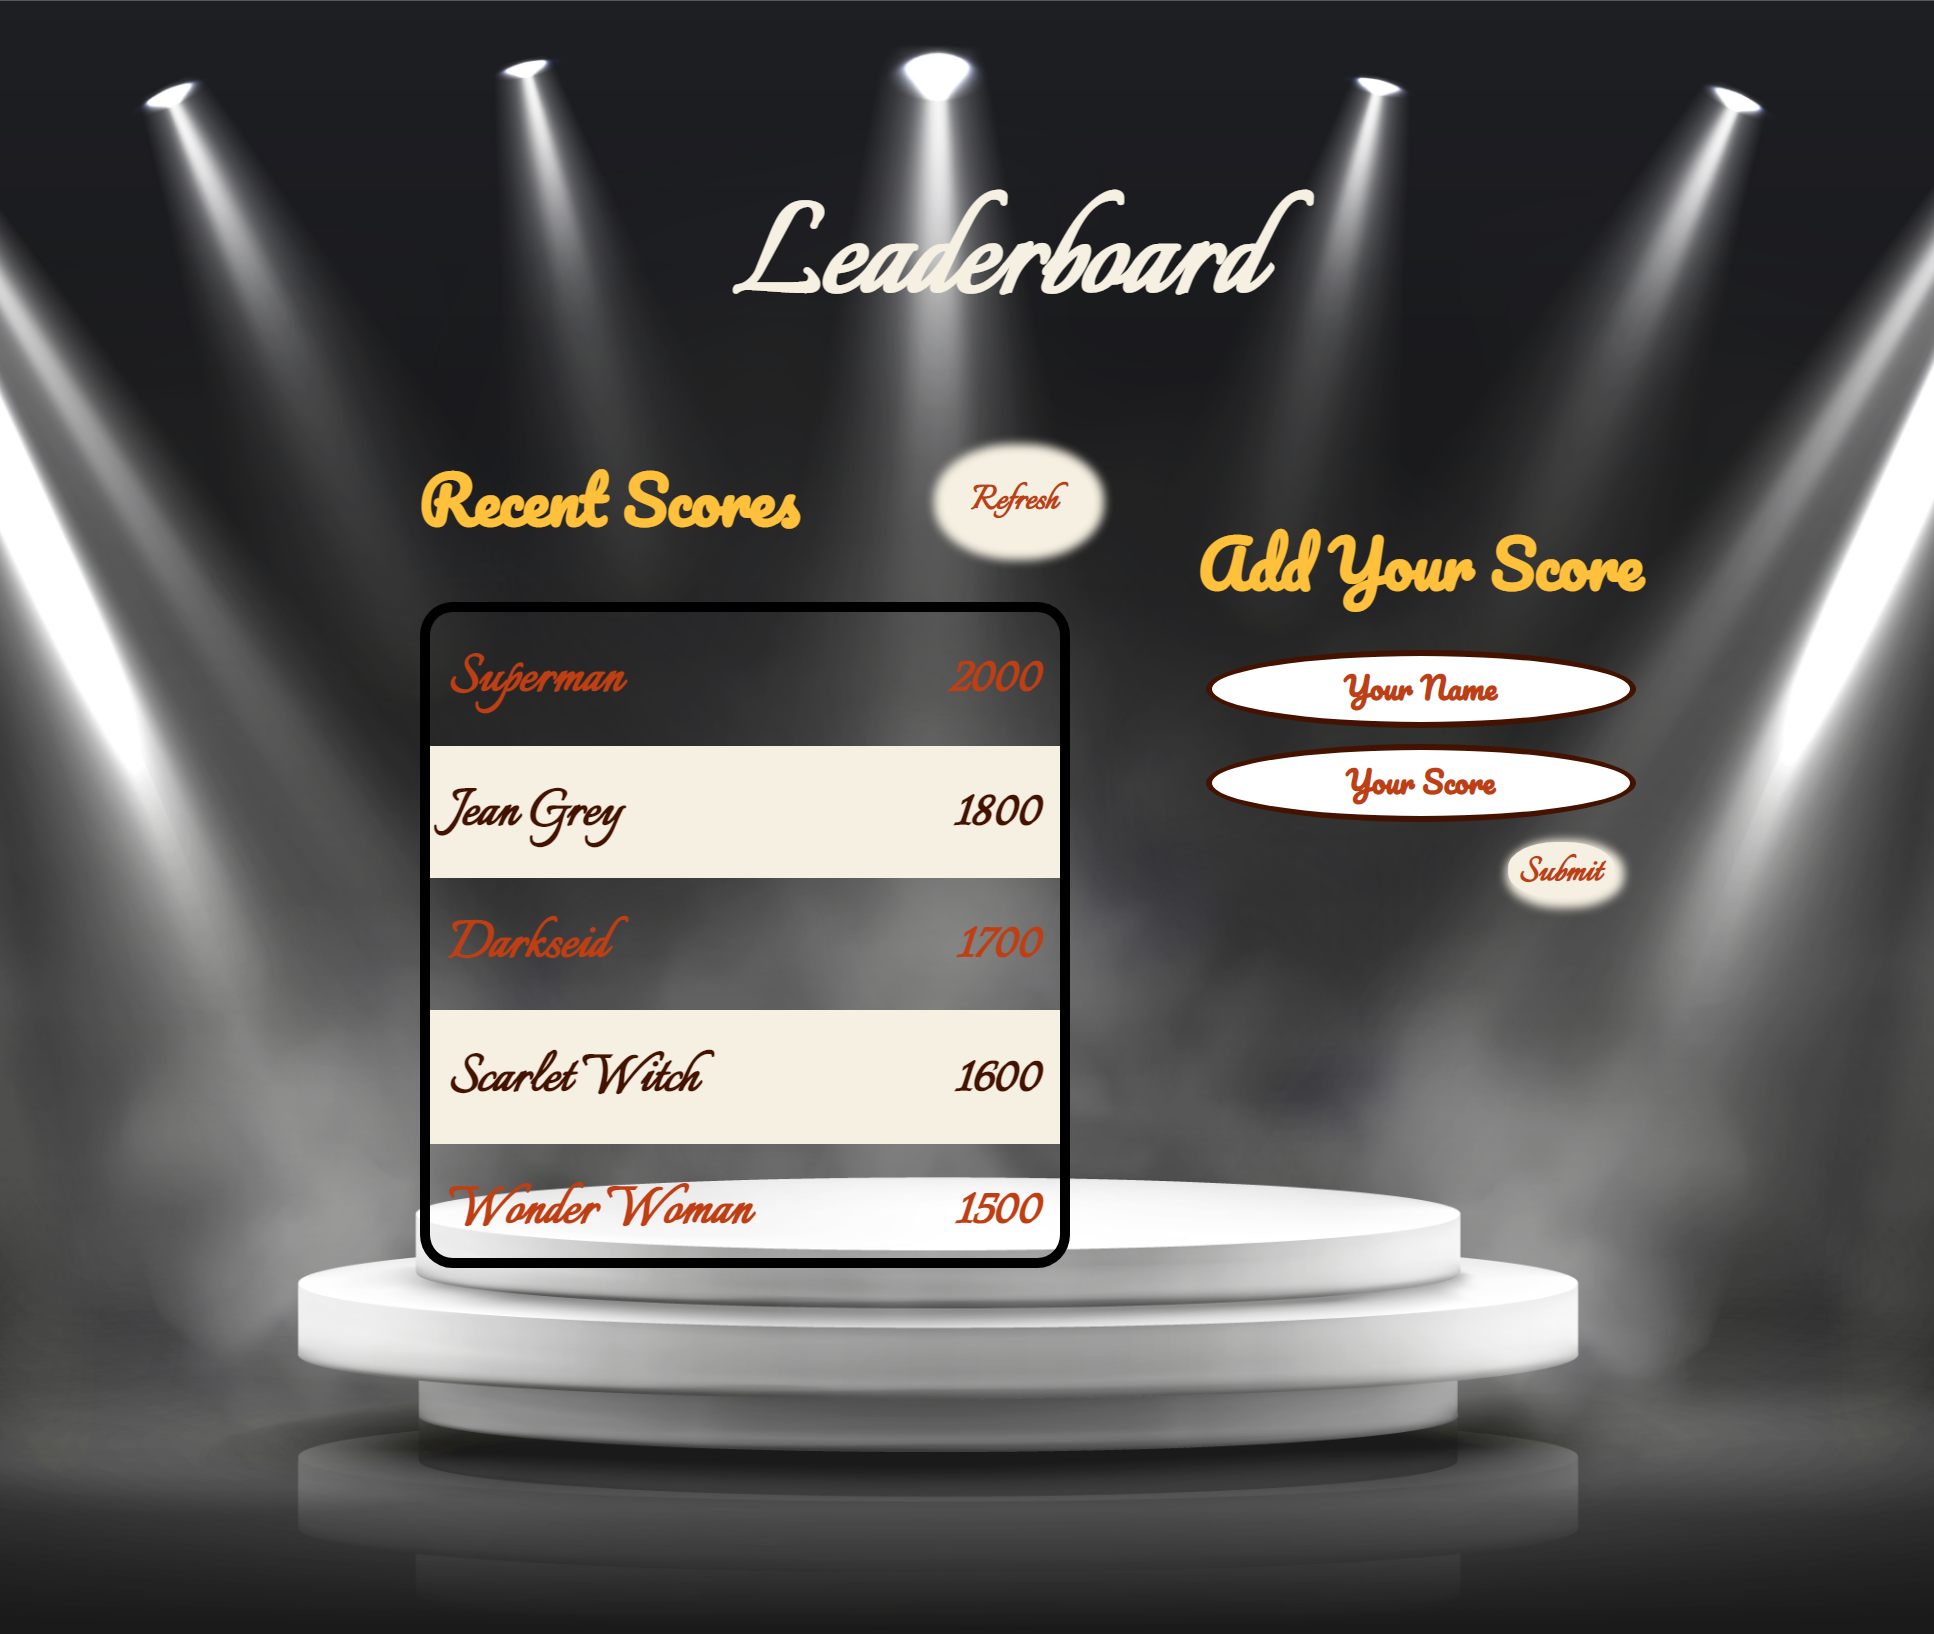 Leaderboard
Recent Scores
Refresh
Superman 2000
Jean Grey 1800
Darkseid 1700
Scarlet Witch 1600
Wonder Woman 1500
Add Your Score
Your Name
Your Score
Submit